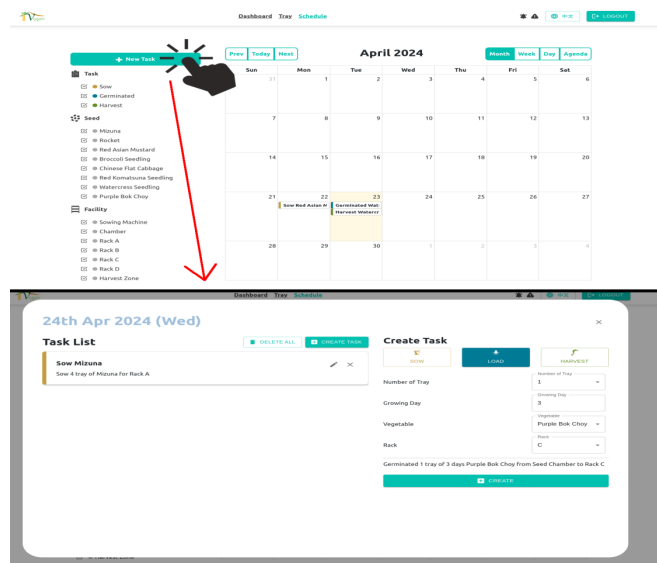 Dashboard Tray Schedule
中文
LOGOUT
New Task
Task
Sow
Germinated
Harvest
Seed
Mizuna
Rocket
Red Asian Mustard
Broccoli Seedling
Chinese Flat Cabbage
Red Komatsuna Seedling
Watercress Seedling
Purple Bok Choy
Facility
Sowing Machine
Chamber
Rack A
Rack B
Rack C
Rack D
Harvest Zone
Prev Today Next
April 2024
Month Week Day Agenda
Sun Mon Tue Wed Thu Fri Sat
31 1 2 3 4 5 6
7 8 9 10 11 12 13
14 15 16 17 18 19 20
21 22 23 24 25 26 27
Sow Red Asian M
Germinated Wat
Harvest Watercr
28 29 30 1 2 3 4
Dashboard Tray Schedule
中文
LOGOUT
24th Apr 2024 (Wed)
Task List
DELETE ALL
CREATE TASK
Sow Mizuna
Sow 4 tray of Mizuna for Rack A
Create Task
SOW
LOAD
HARVEST
Number of Tray
Number of Tray
1
Growing Day
Growing Day
3
Vegetable
Vegetable
Purple Bok Choy
Rack
Rack
C
Germinated 1 tray of 3 days Purple Bok Choy from Seed Chamber to Rack C
CREATE